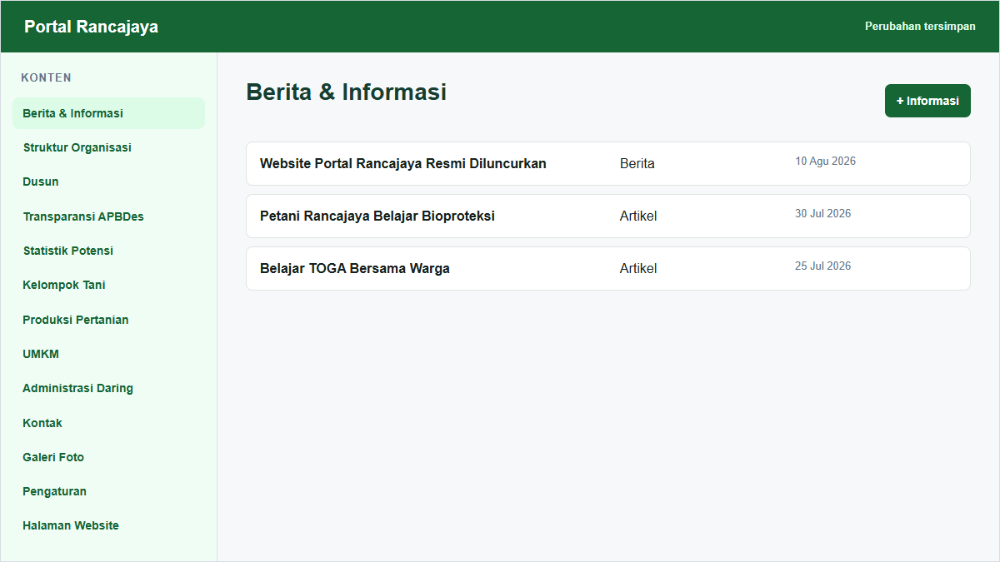 Portal Rancajaya
Perubahan tersimpan
KONTEN
Berita & Informasi
Struktur Organisasi
Dusun
Transparansi APBDes
Statistik Potensi
Kelompok Tani
Produksi Pertanian
UMKM
Administrasi Daring
Kontak
Galeri Foto
Pengaturan
Halaman Website
Berita & Informasi
+ Informasi
Website Portal Rancajaya Resmi Diluncurkan Berita 10 Agu 2026
Petani Rancajaya Belajar Bioproteksi Artikel 30 Jul 2026
Belajar TOGA Bersama Warga Artikel 25 Jul 2026